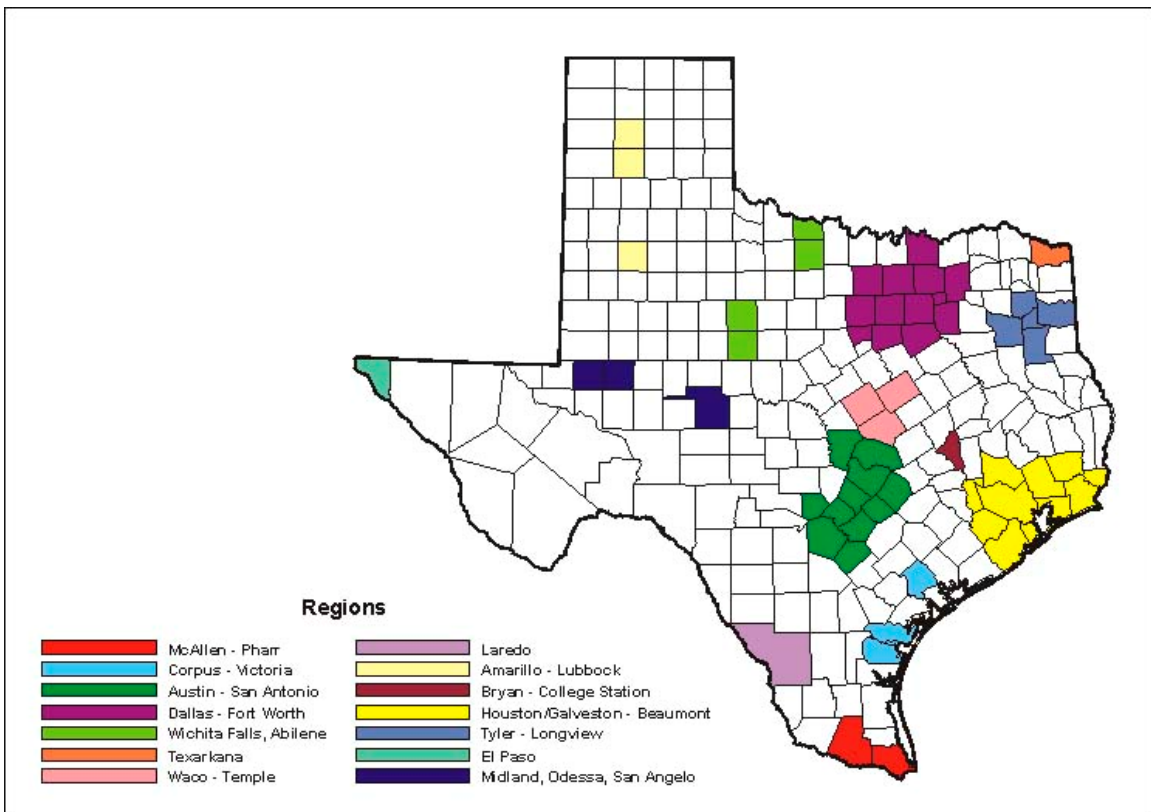 Regions
McAllen - Pharr
Corpus - Victoria
Austin - San Antonio
Dallas - Fort Worth
Wichita Falls, Abilene
Texarkana
Waco - Temple
Laredo
Amarillo - Lubbock
Bryan - College Station
Houston/Galveston - Beaumont
Tyler - Longview
El Paso
Midland, Odessa, San Angelo